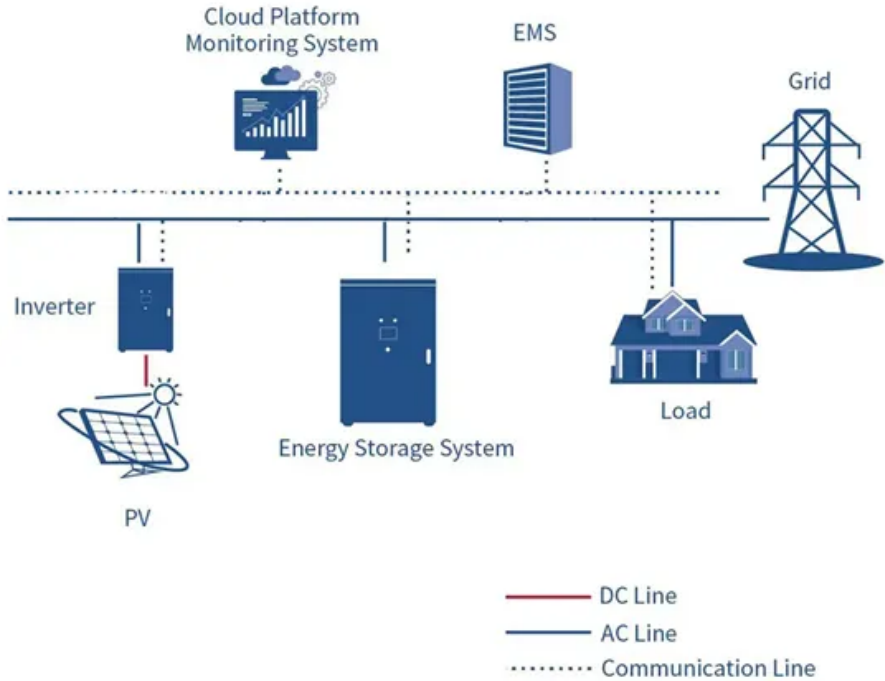 Cloud Platform
Monitoring System
EMS
Grid
Inverter
Load
Energy Storage System
PV
DC Line
AC Line
Communication Line